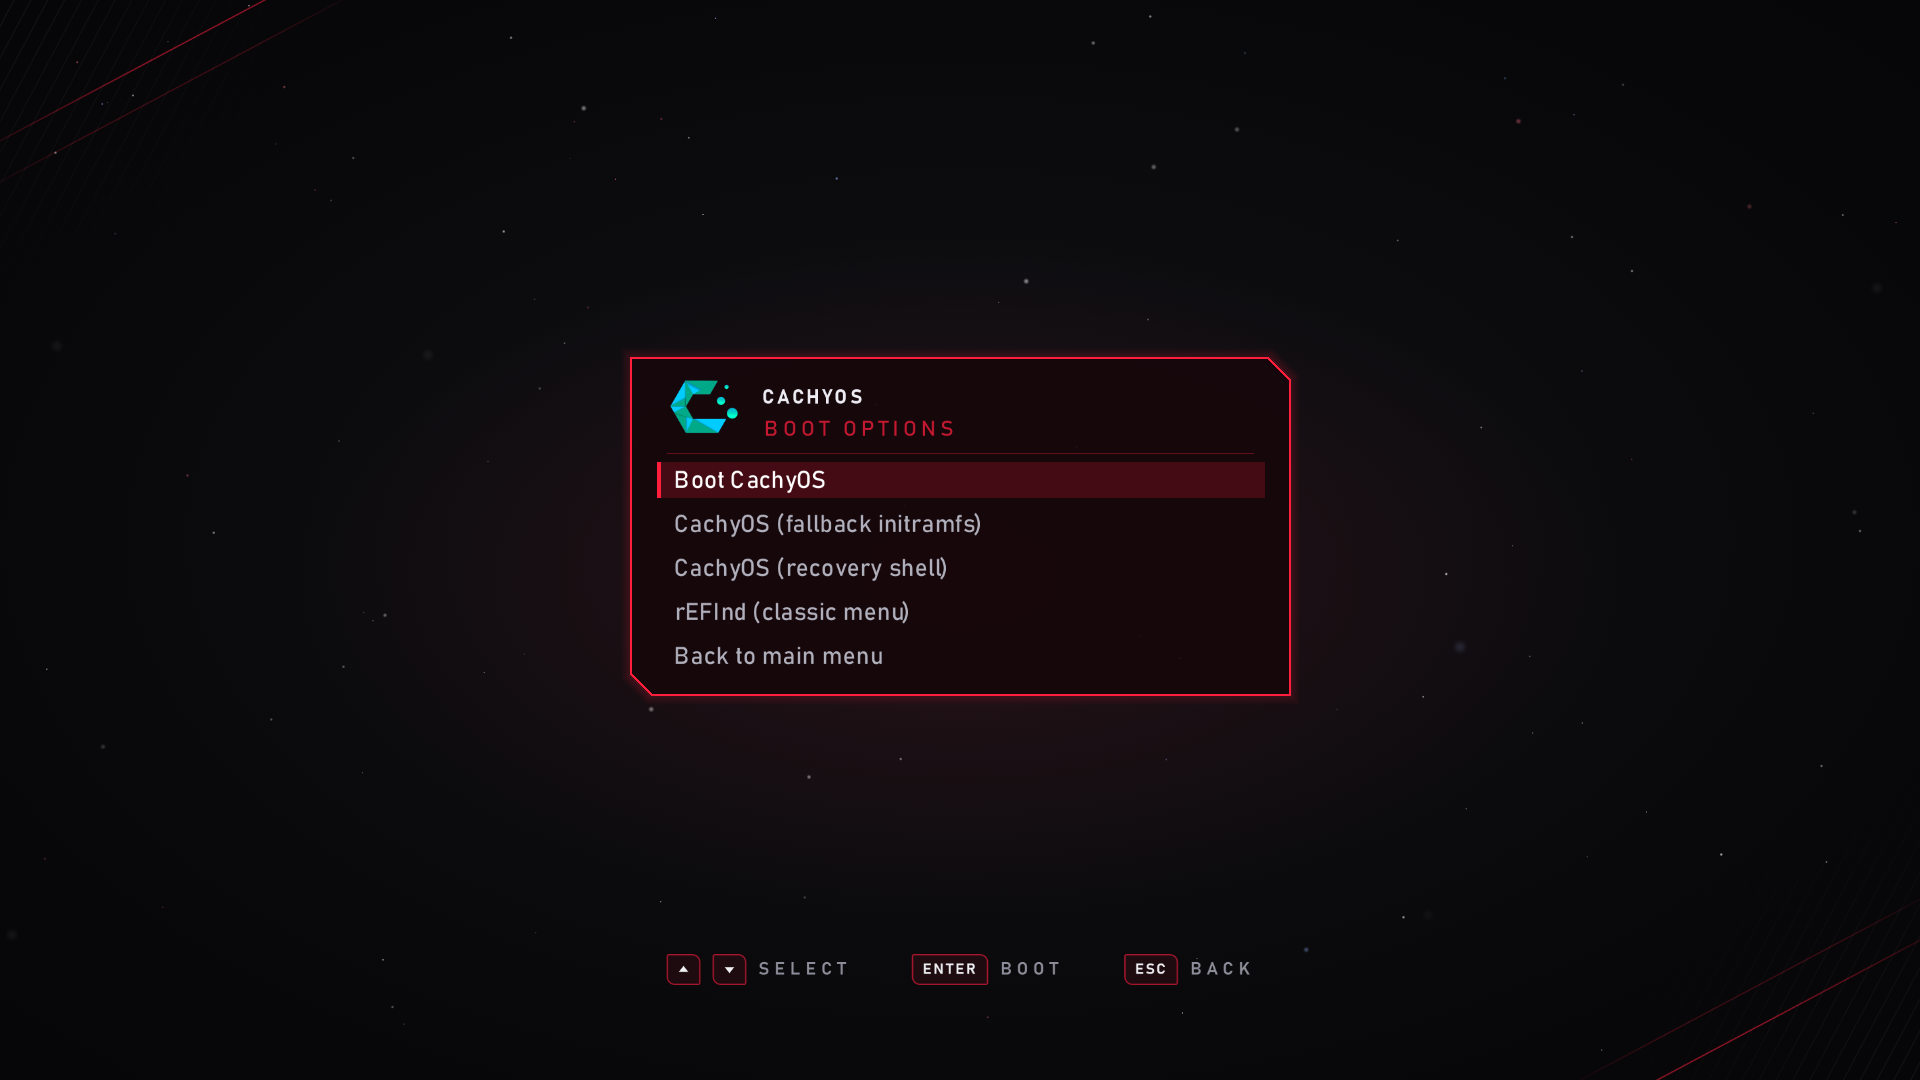 CACHYOS
BOOT OPTIONS
Boot CachyOS
CachyOS (fallback initramfs)
CachyOS (recovery shell)
rEFInd (classic menu)
Back to main menu
SELECT ENTER BOOT ESC BACK